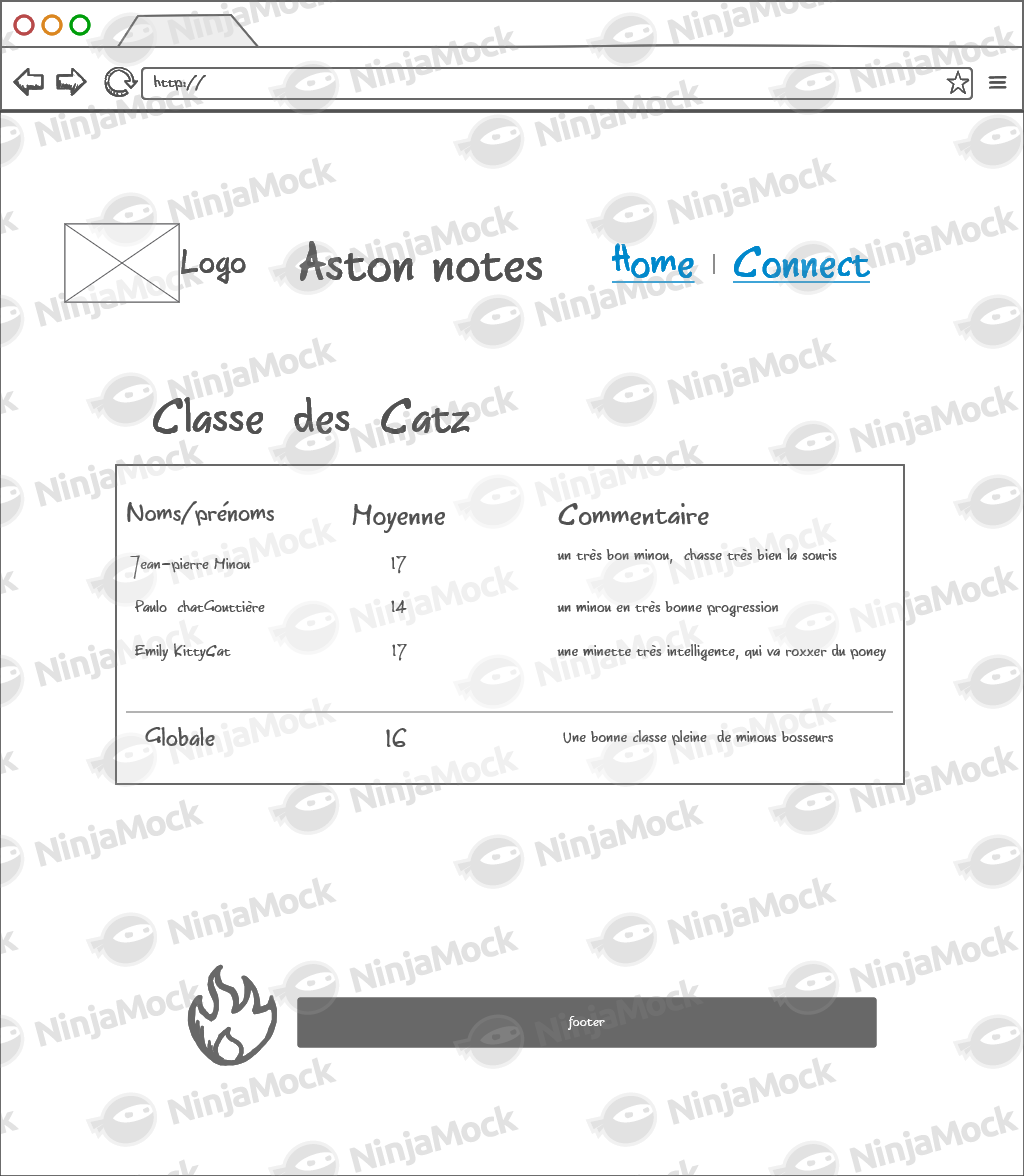 http://
Logo
Aston notes
Home | Connect
Classe des Catz
Noms/prénoms Moyenne Commentaire
Jean-pierre Minou 17 un très bon minou, chasse très bien la souris
Paulo chatGouttière 14 un minou en très bonne progression
Emily KittyCat 17 une minette très intelligente, qui va roxxer du poney
Globale 16 Une bonne classe pleine de minous bosseurs
footer
NinjaMock